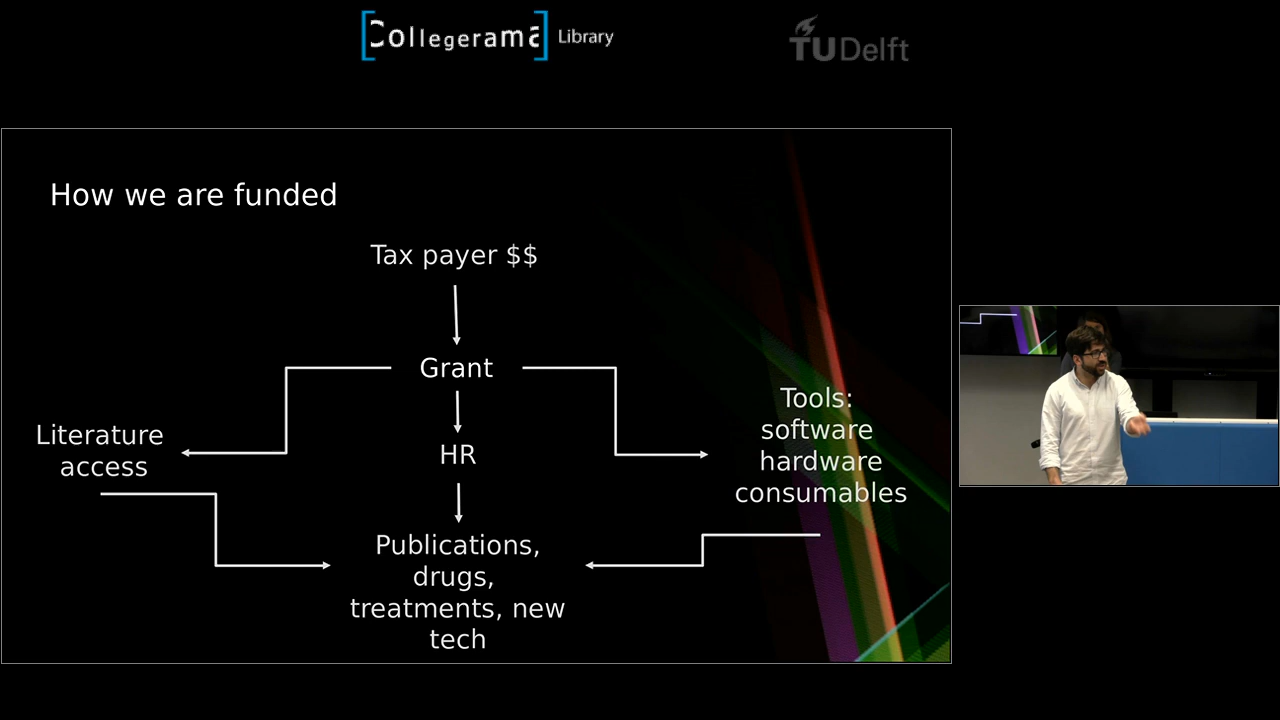 Collegerama Library
TU Delft
How we are funded
Tax payer $$
Grant
Literature
access
HR
Tools:
software
hardware
consumables
Publications,
drugs,
treatments, new
tech